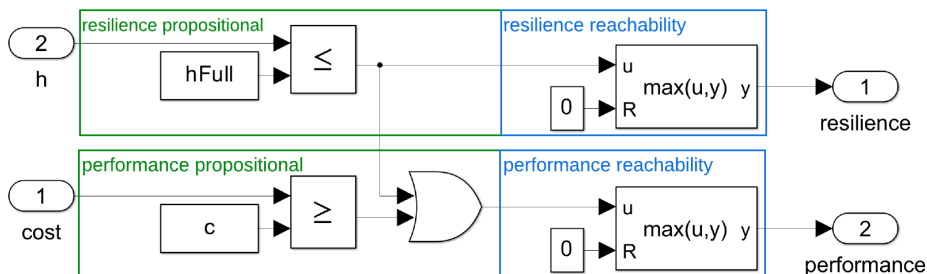 resilience propositional
resilience reachability
2
h
hFull
≤
u
max(u,y)
y
0
R
1
resilience
performance propositional
performance reachability
1
cost
c
≥
u
max(u,y)
y
0
R
2
performance